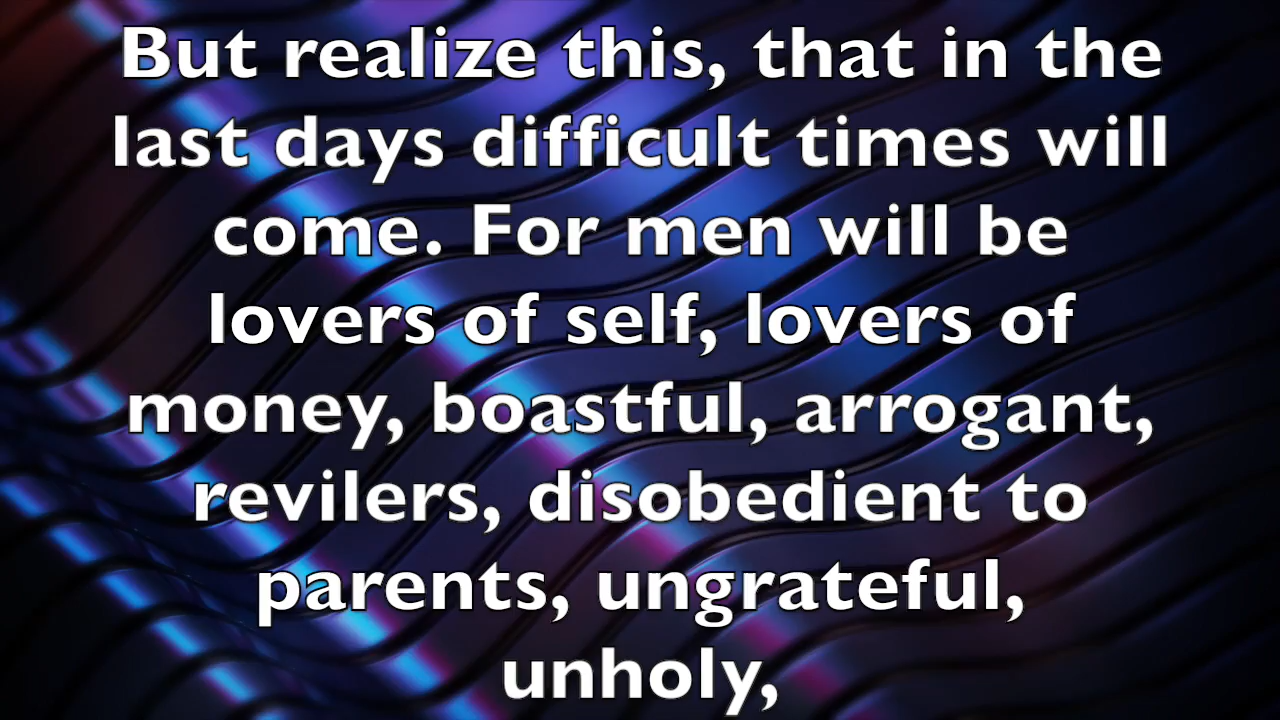 But realize this, that in the
last days difficult times will
come. For men will be
lovers of self, lovers of
money, boastful, arrogant,
revilers, disobedient to
parents, ungrateful,
unholy,